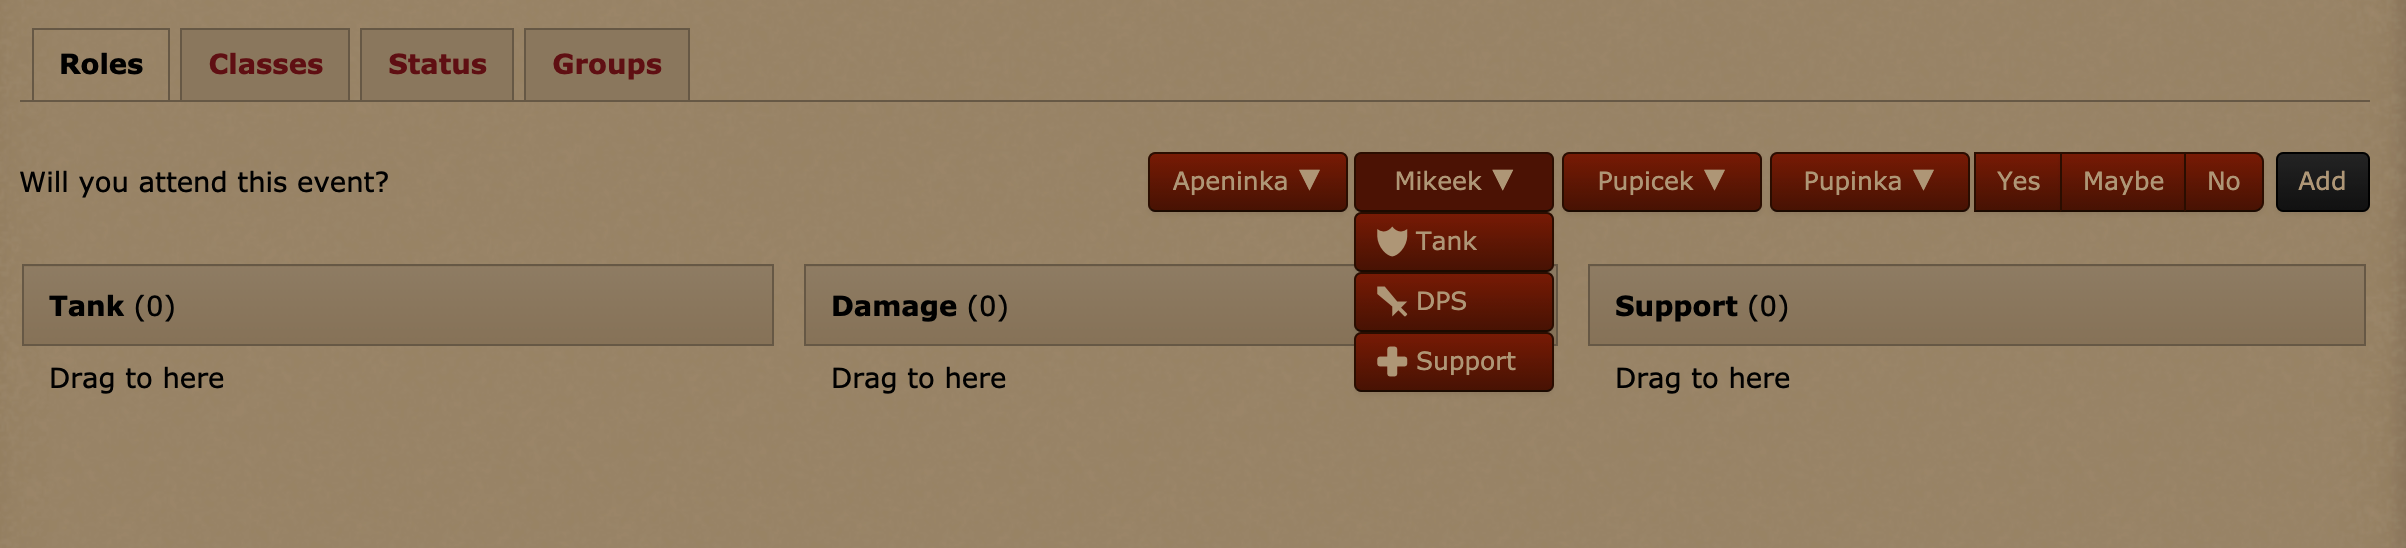 Roles Classes Status Groups
Will you attend this event? Apeninka ▼ Mikeek ▼ Pupicek ▼ Pupinka ▼ Yes Maybe No Add
Tank
DPS
Support
Tank (0) Damage (0) Support (0)
Drag to here Drag to here Drag to here